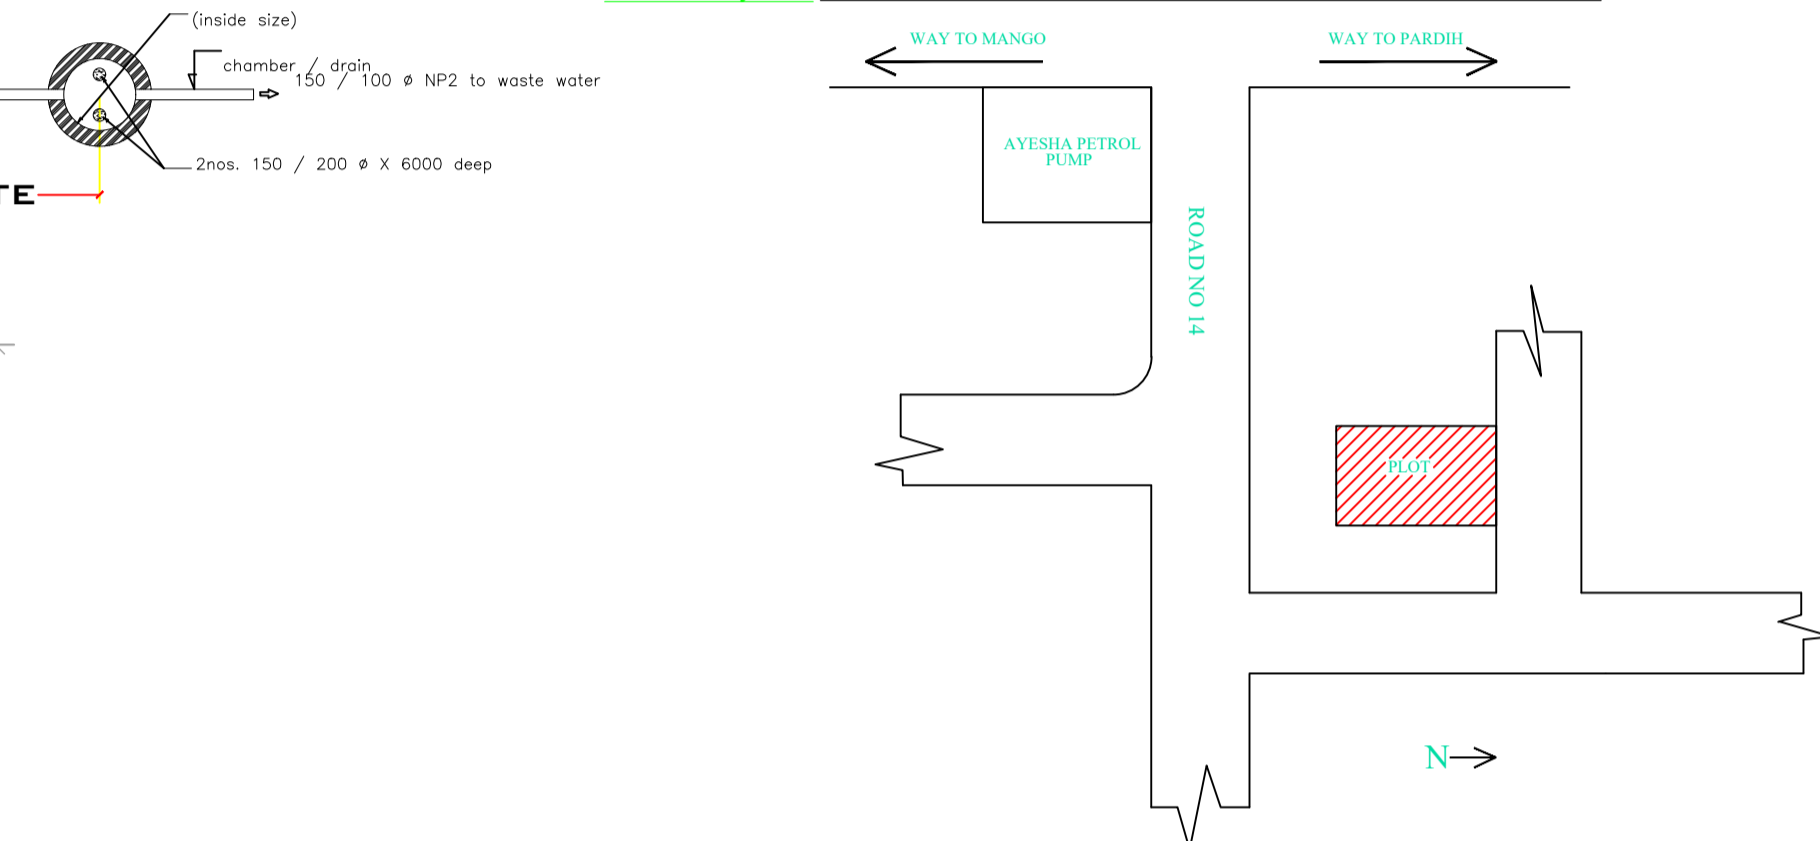 (inside size)
chamber / drain
150 / 100 ø NP2 to waste water
2nos. 150 / 200 ø X 6000 deep
TE
WAY TO MANGO
WAY TO PARDIH
AYESHA PETROL
PUMP
ROAD NO 14
PLOT
N